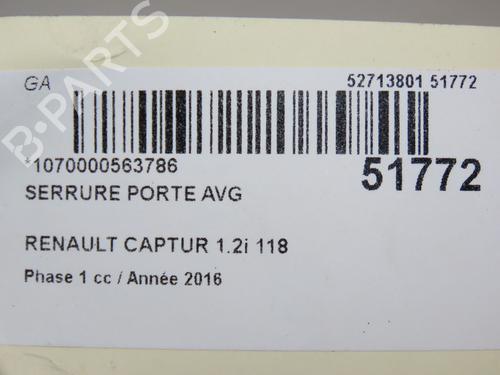 GA
52713801 51772
*1070000563786
51772
SERRURE PORTE AVG
RENAULT CAPTUR 1.2i 118
Phase 1 cc / Année 2016
B-PARTS